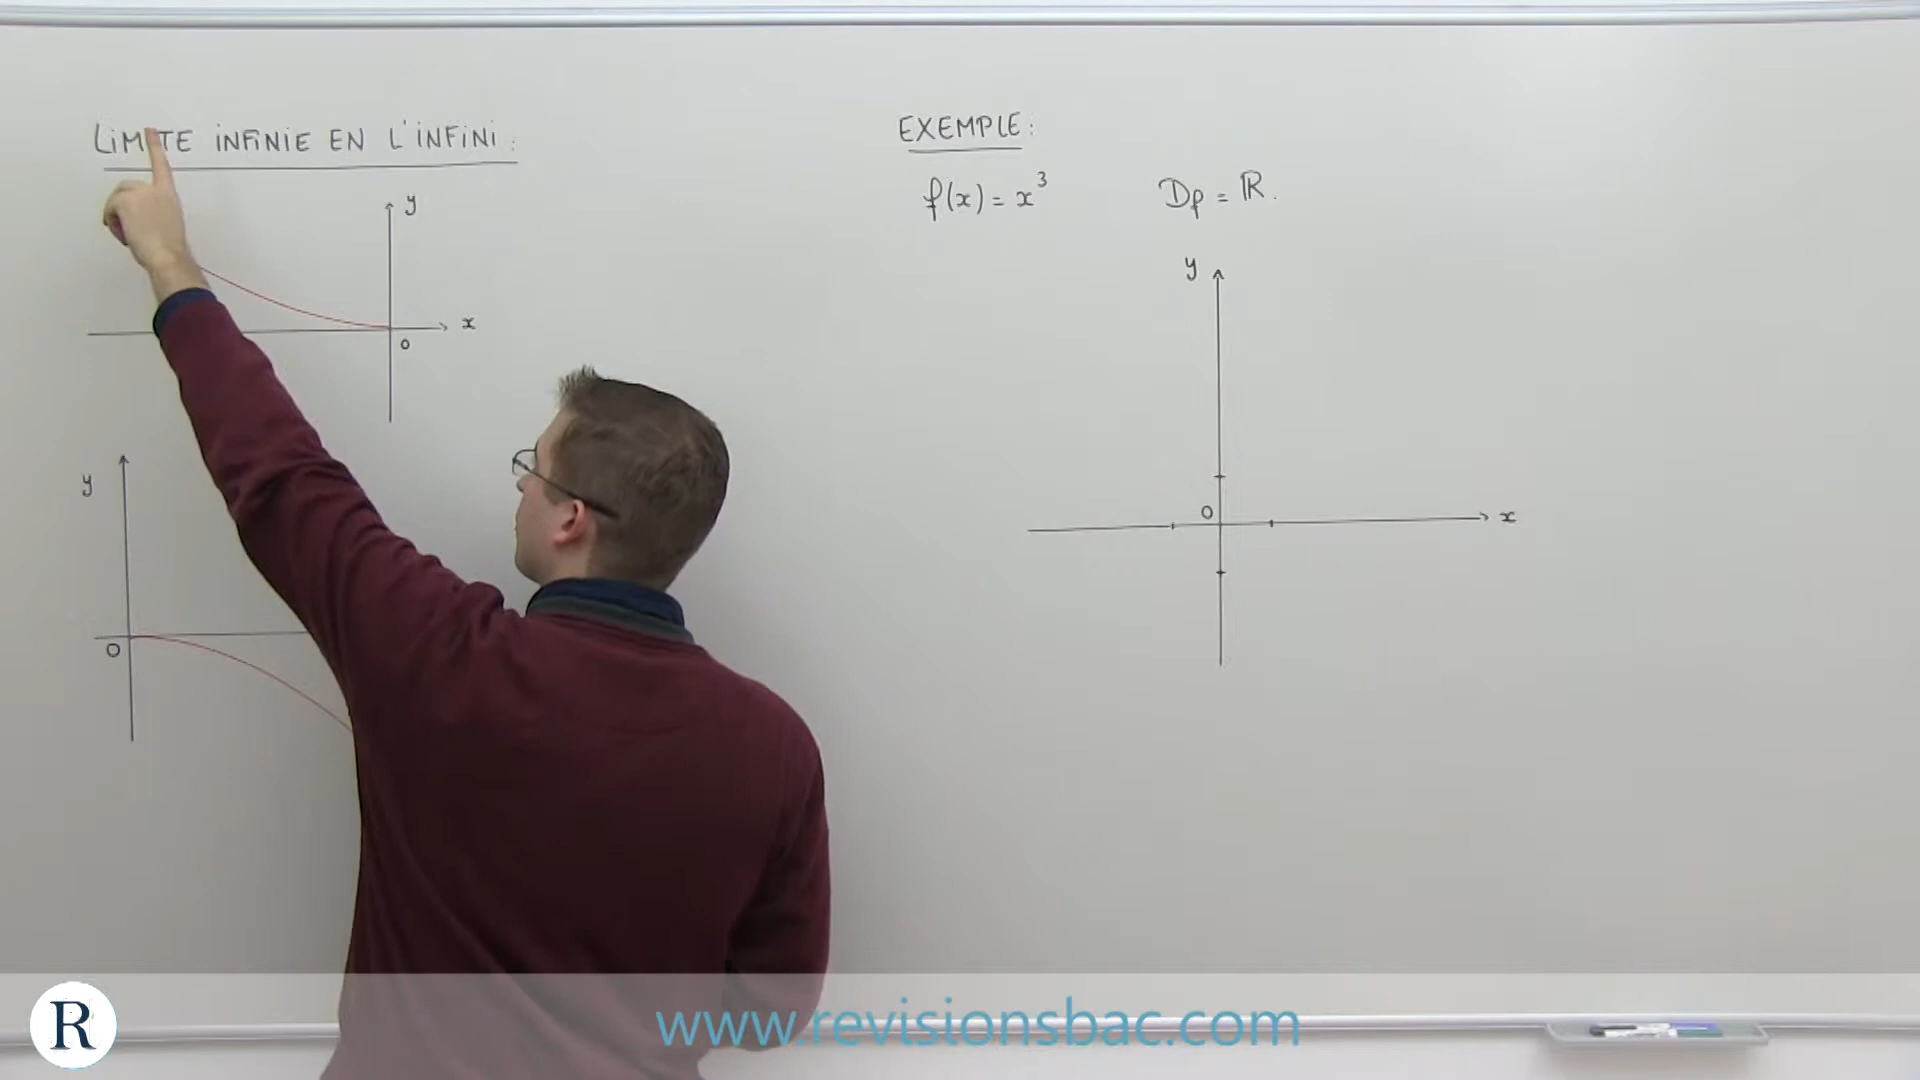 LIMITE INFINIE EN L'INFINI :
y
x
0
y
0
EXEMPLE :
f(x) = x³ Df = ℝ.
y
0
x
R
www.revisionsbac.com